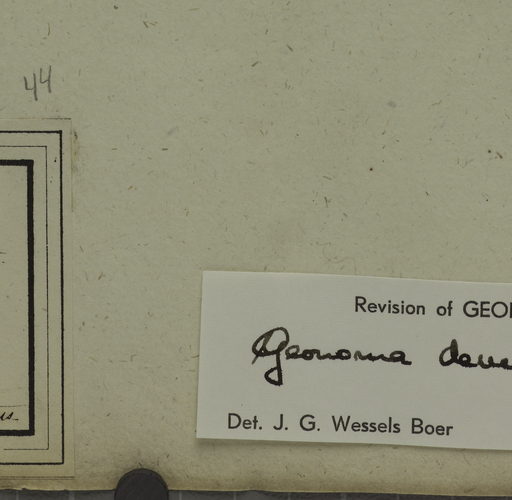 44
Revision of GEO
Geonoma
Det. J. G. Wessels Boer